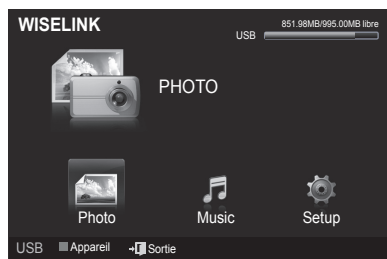 WISELINK
851.98MB/995.00MB libre
USB
PHOTO
Photo Music Setup
USB Appareil Sortie